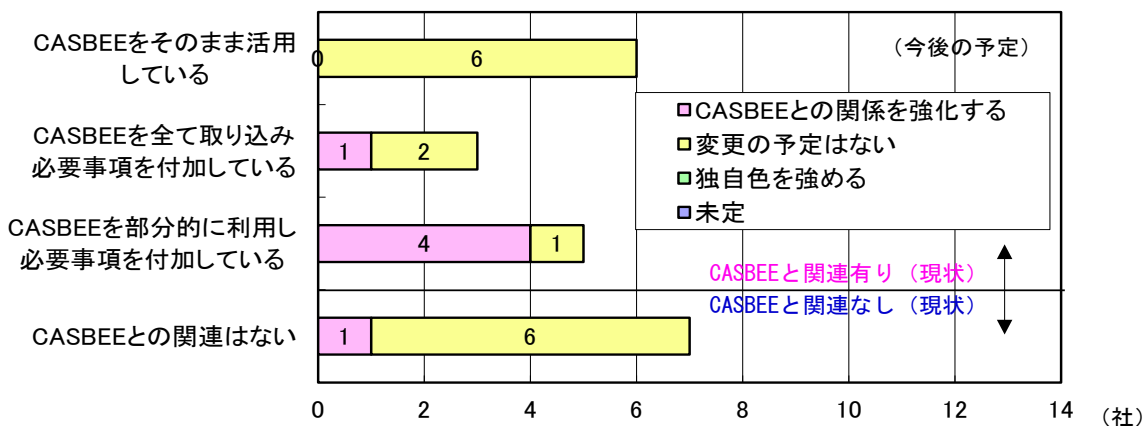 CASBEEをそのまま活用
している
0
6
(今後の予定)
CASBEEとの関係を強化する
変更の予定はない
独自色を強める
未定
CASBEEを全て取り込み
必要事項を付加している
1
2
CASBEEを部分的に利用し
必要事項を付加している
4
1
CASBEEと関連有り（現状）
CASBEEと関連なし（現状）
CASBEEとの関連はない
1
6
0 2 4 6 8 10 12 14 (社)